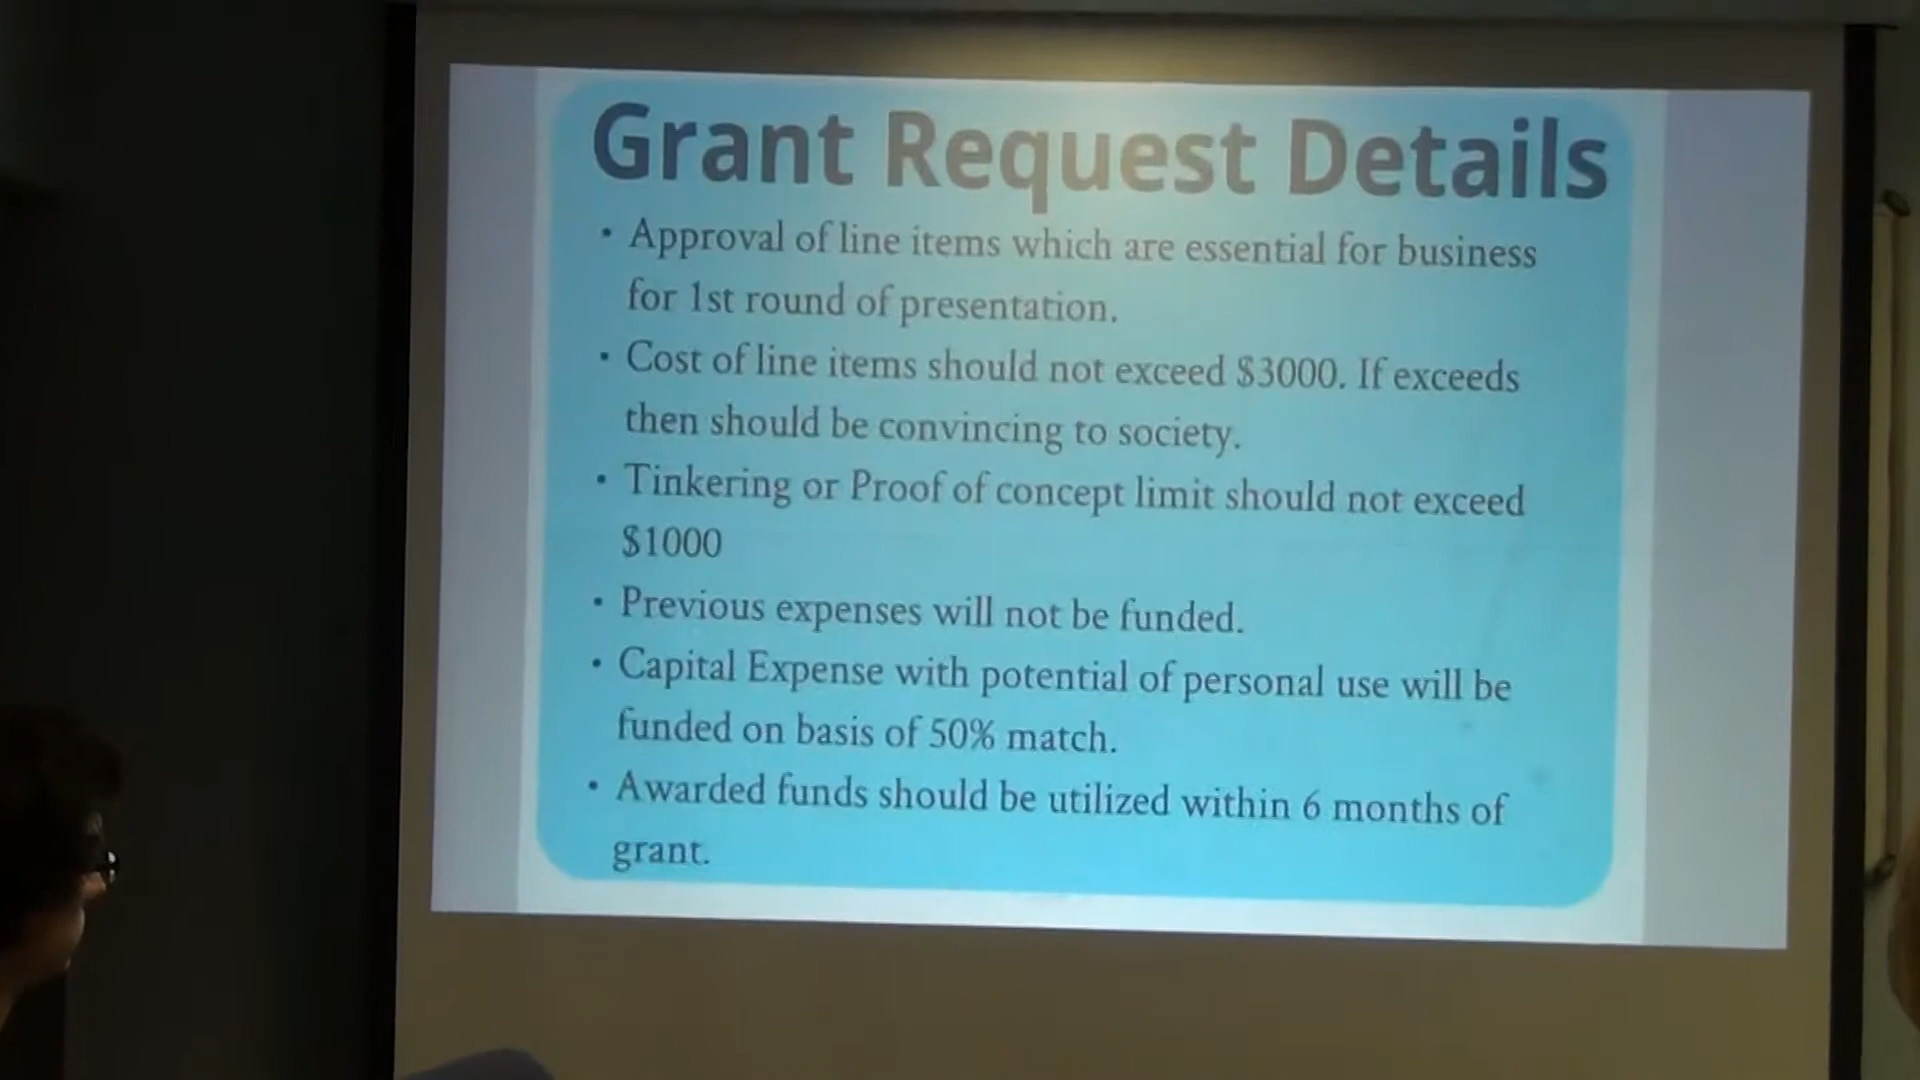 Grant Request Details
• Approval of line items which are essential for business
for 1st round of presentation.
• Cost of line items should not exceed $3000. If exceeds
then should be convincing to society.
• Tinkering or Proof of concept limit should not exceed
$1000
• Previous expenses will not be funded.
• Capital Expense with potential of personal use will be
funded on basis of 50% match.
• Awarded funds should be utilized within 6 months of
grant.